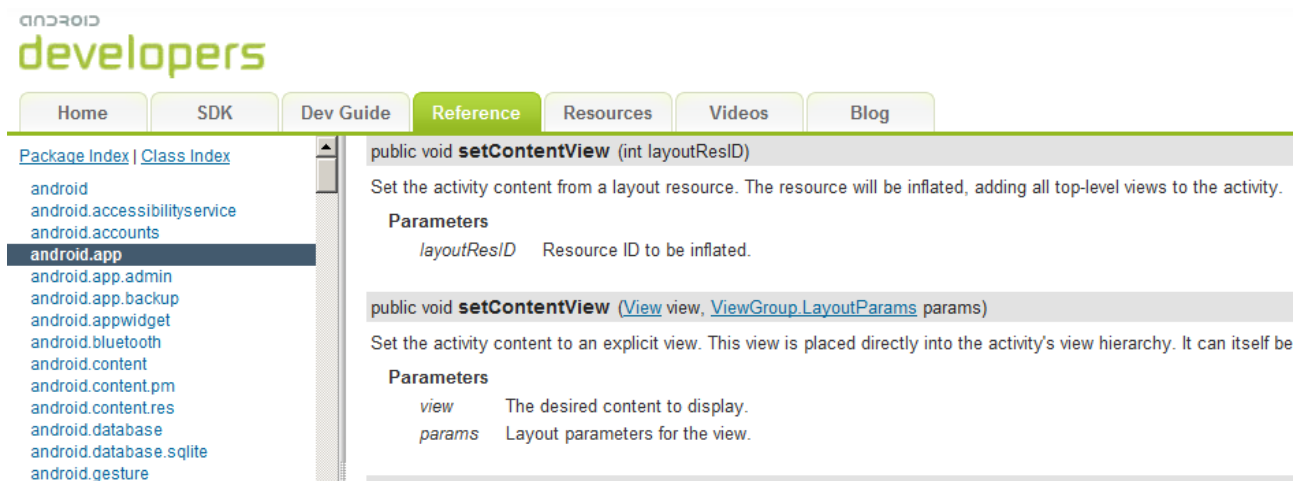 android
developers
Home SDK Dev Guide Reference Resources Videos Blog
Package Index | Class Index
android
android.accessibilityservice
android.accounts
android.app
android.app.admin
android.app.backup
android.appwidget
android.bluetooth
android.content
android.content.pm
android.content.res
android.database
android.database.sqlite
android.gesture
public void setContentView (int layoutResID)
Set the activity content from a layout resource. The resource will be inflated, adding all top-level views to the activity.
Parameters
layoutResID Resource ID to be inflated.
public void setContentView (View view, ViewGroup.LayoutParams params)
Set the activity content to an explicit view. This view is placed directly into the activity's view hierarchy. It can itself be
Parameters
view The desired content to display.
params Layout parameters for the view.